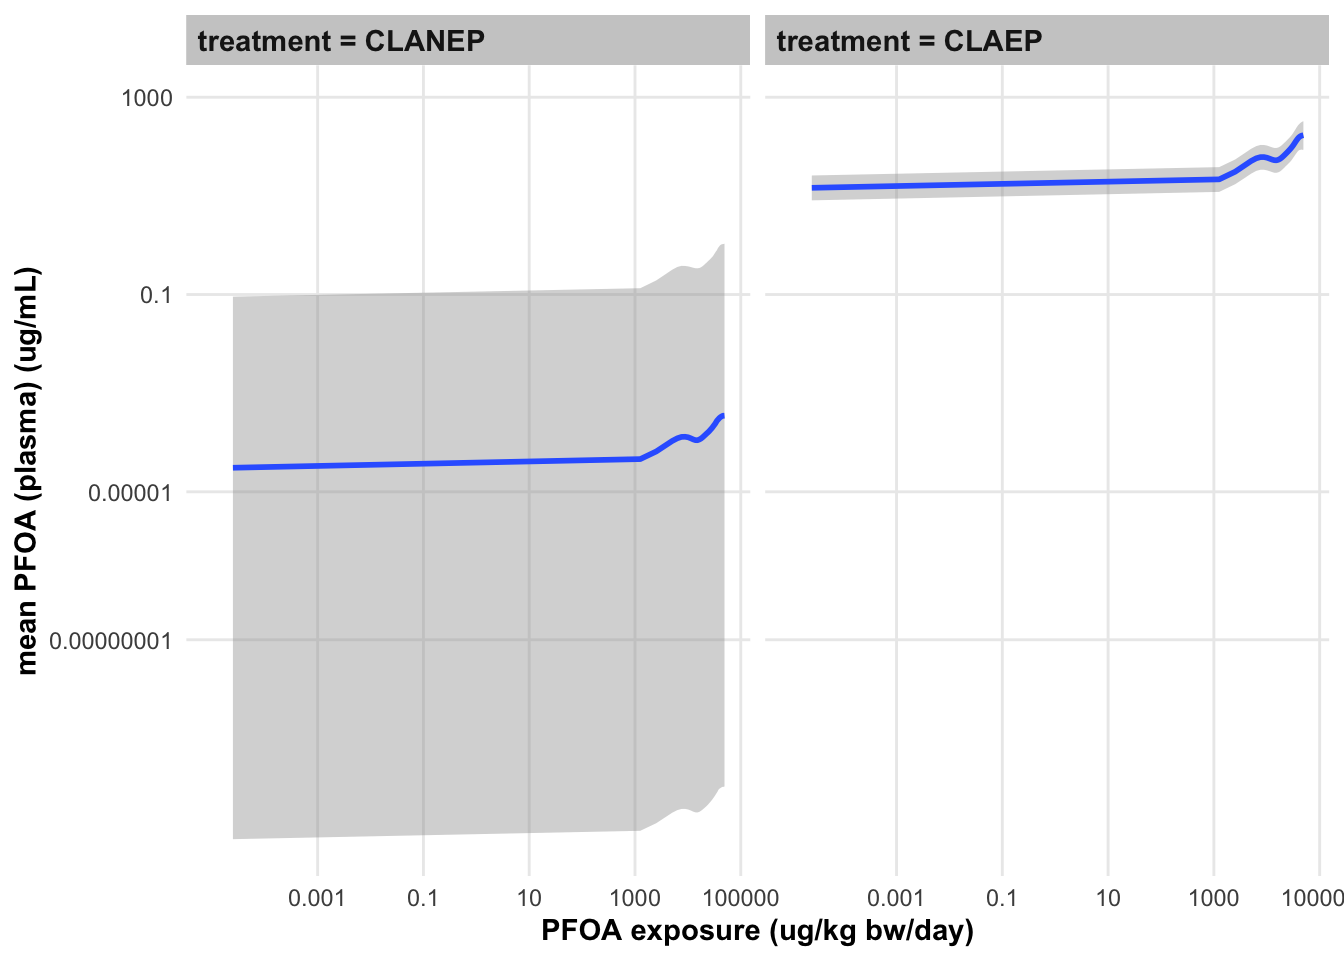 treatment = CLANEP
treatment = CLAEP
1000
0.1
0.00001
0.00000001
mean PFOA (plasma) (ug/mL)
0.001 0.1 10 1000 100000 0.001 0.1 10 1000 10000
PFOA exposure (ug/kg bw/day)